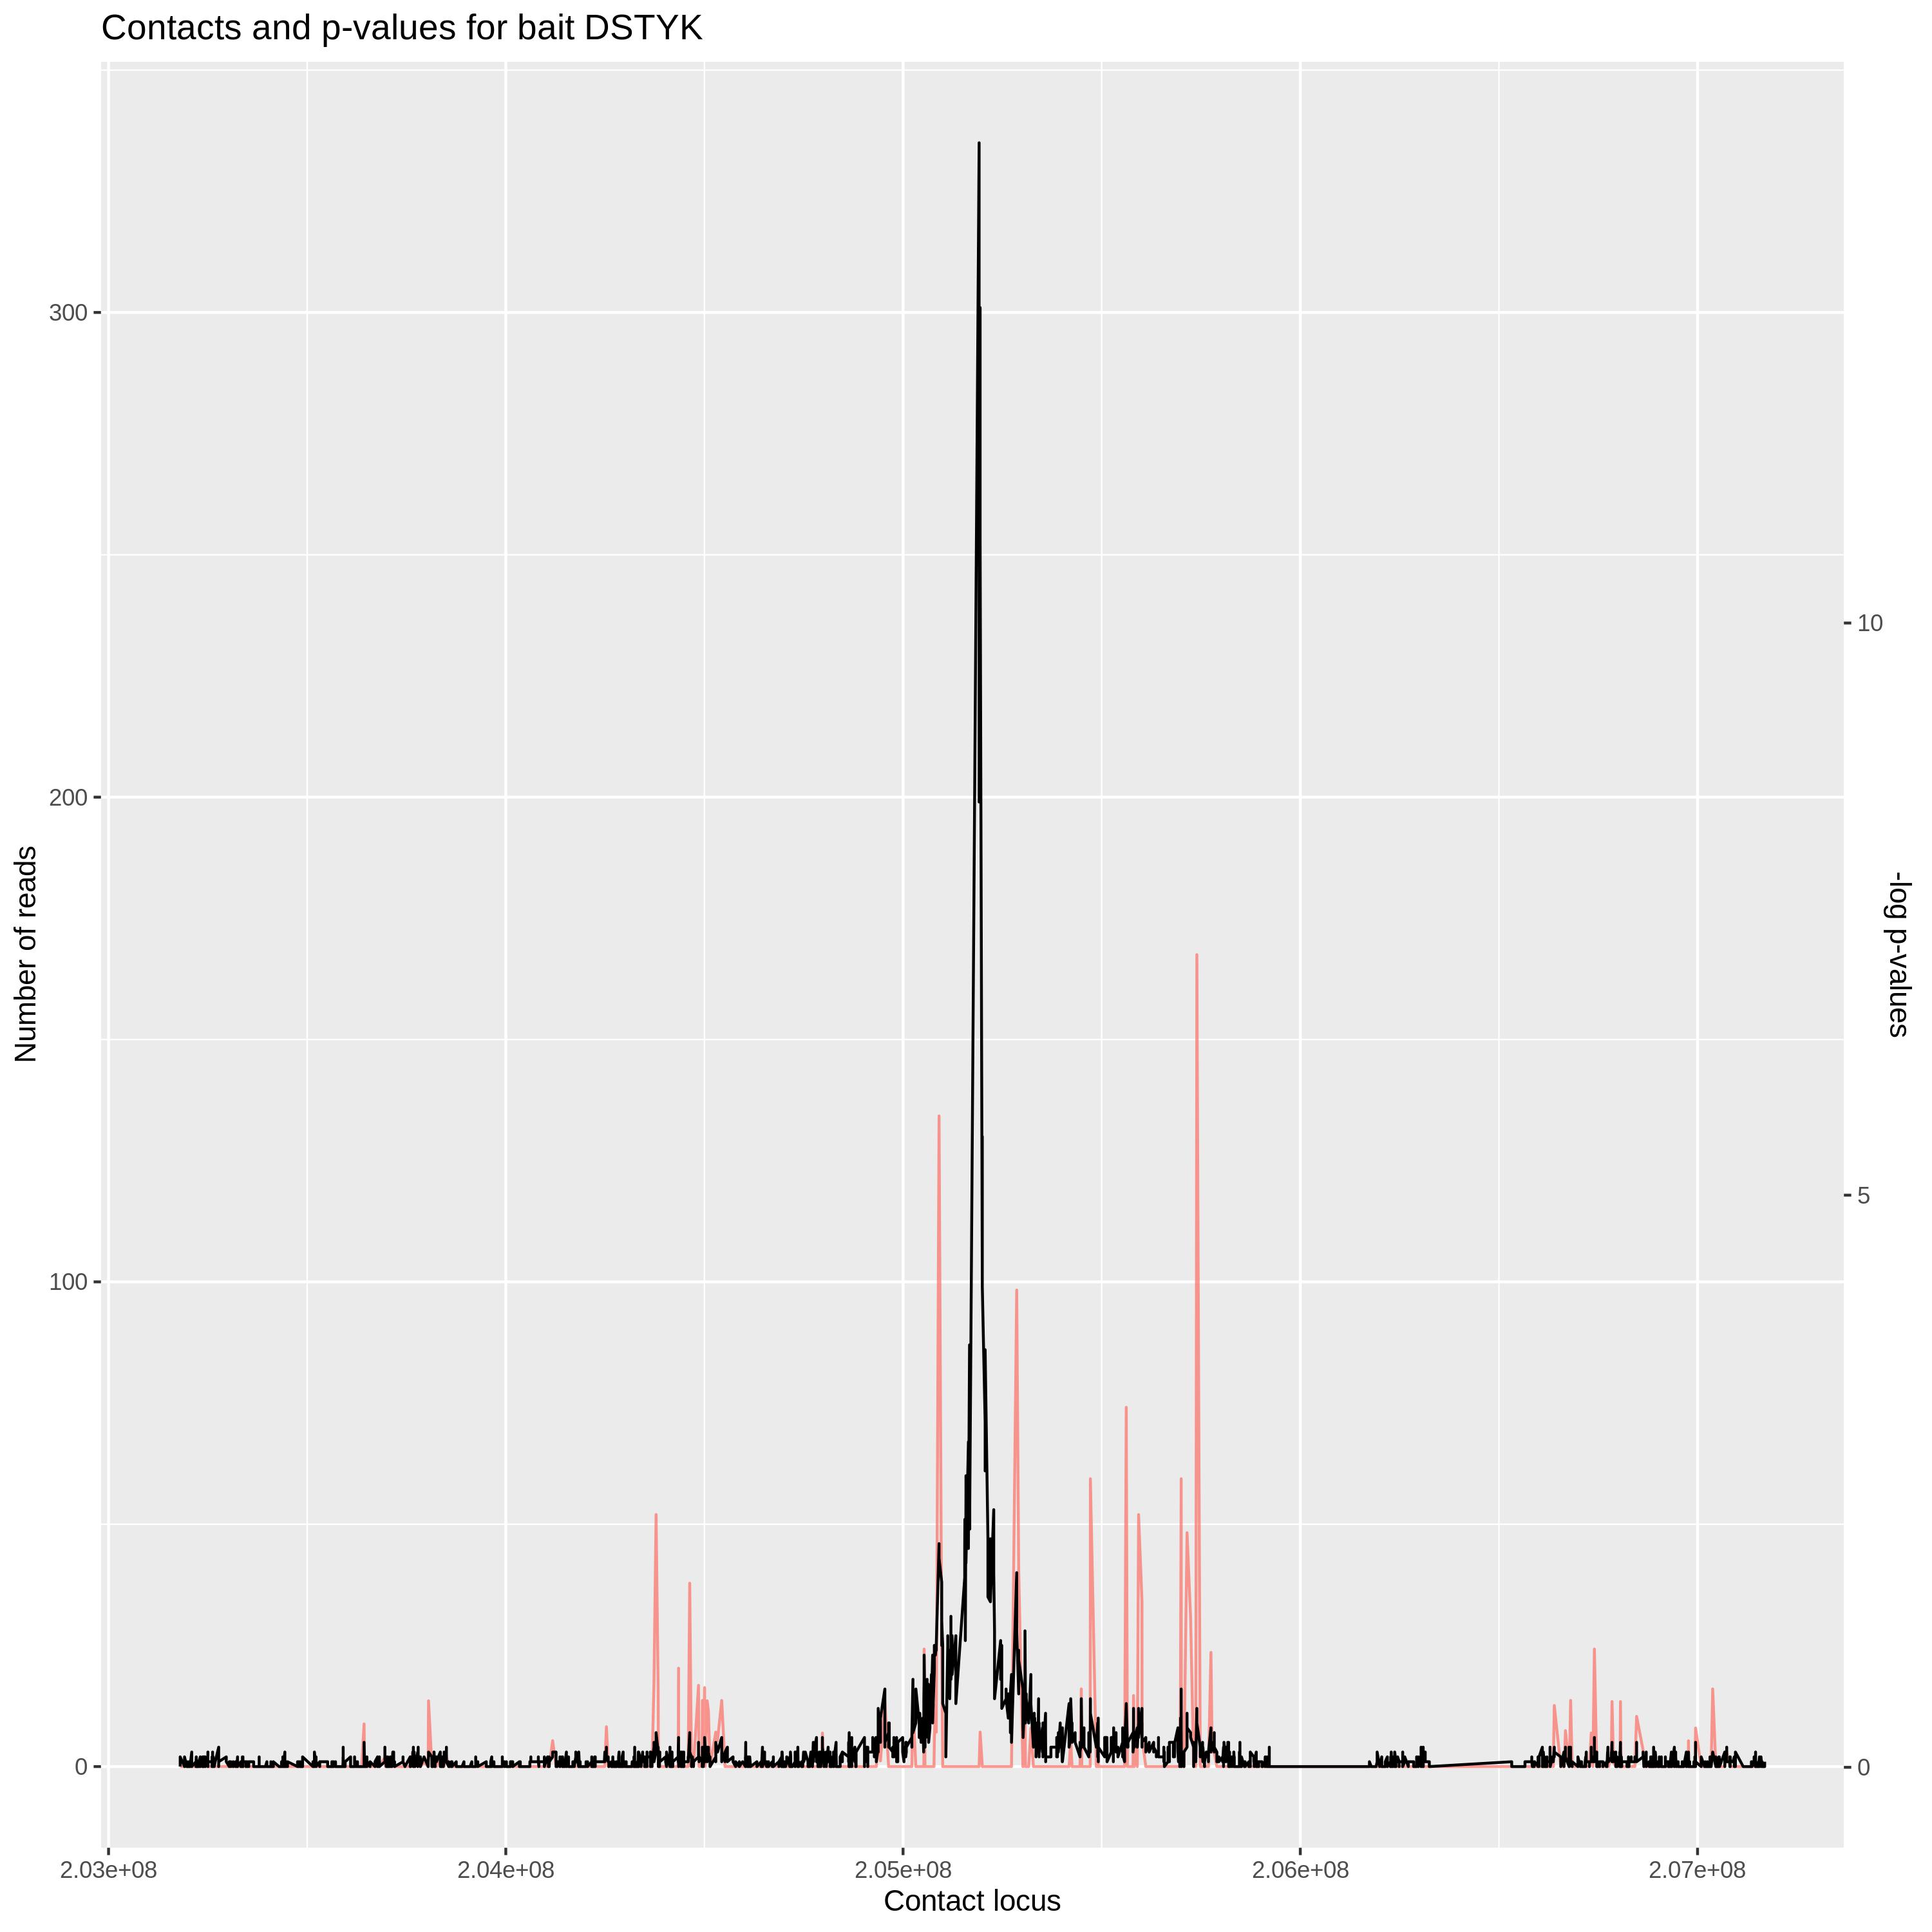 Contacts and p-values for bait DSTYK
300
200
100
0
Number of reads
10
5
0
-log p-values
2.03e+08
2.04e+08
2.05e+08
2.06e+08
2.07e+08
Contact locus